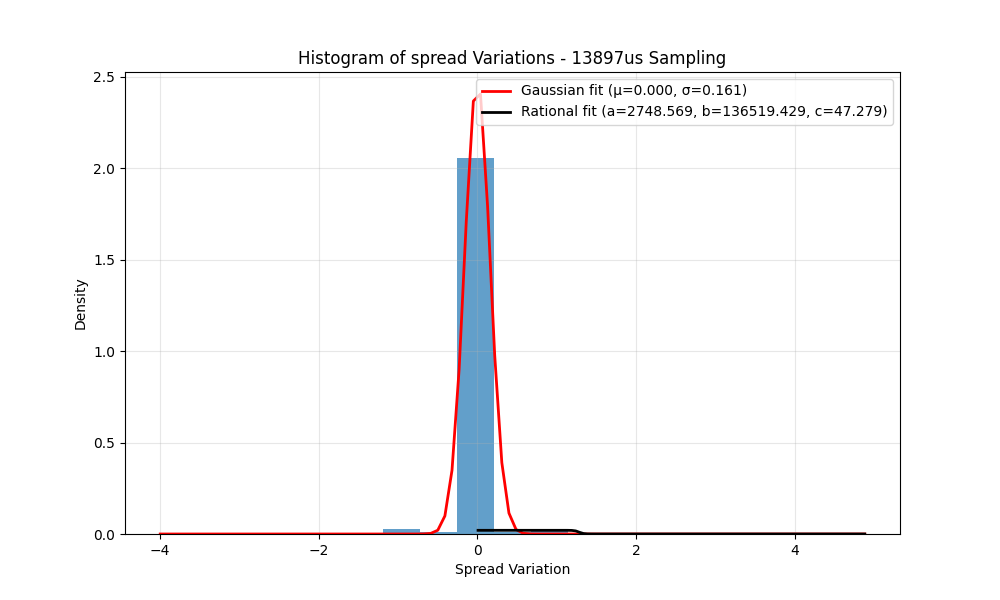 Histogram of spread Variations - 13897us Sampling
Gaussian fit (μ=0.000, σ=0.161)
Rational fit (a=2748.569, b=136519.429, c=47.279)
Density
2.5
2.0
1.5
1.0
0.5
0.0
−4
−2
0
2
4
Spread Variation